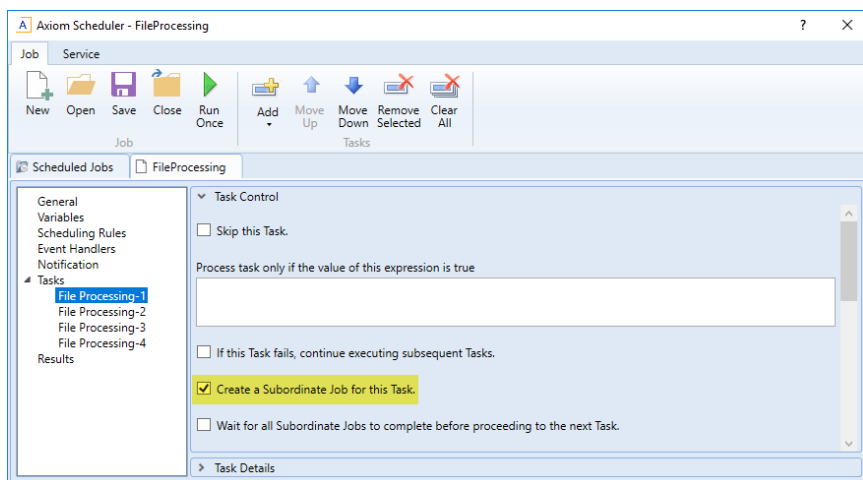 A Axiom Scheduler - FileProcessing ?
Job Service
New Open Save Close Run Once Add Move Up Move Down Remove Selected Clear All
Job Tasks
Scheduled Jobs FileProcessing
General
Variables
Scheduling Rules
Event Handlers
Notification
Tasks
File Processing-1
File Processing-2
File Processing-3
File Processing-4
Results
Task Control
Skip this Task.
Process task only if the value of this expression is true
If this Task fails, continue executing subsequent Tasks.
Create a Subordinate Job for this Task.
Wait for all Subordinate Jobs to complete before proceeding to the next Task.
Task Details